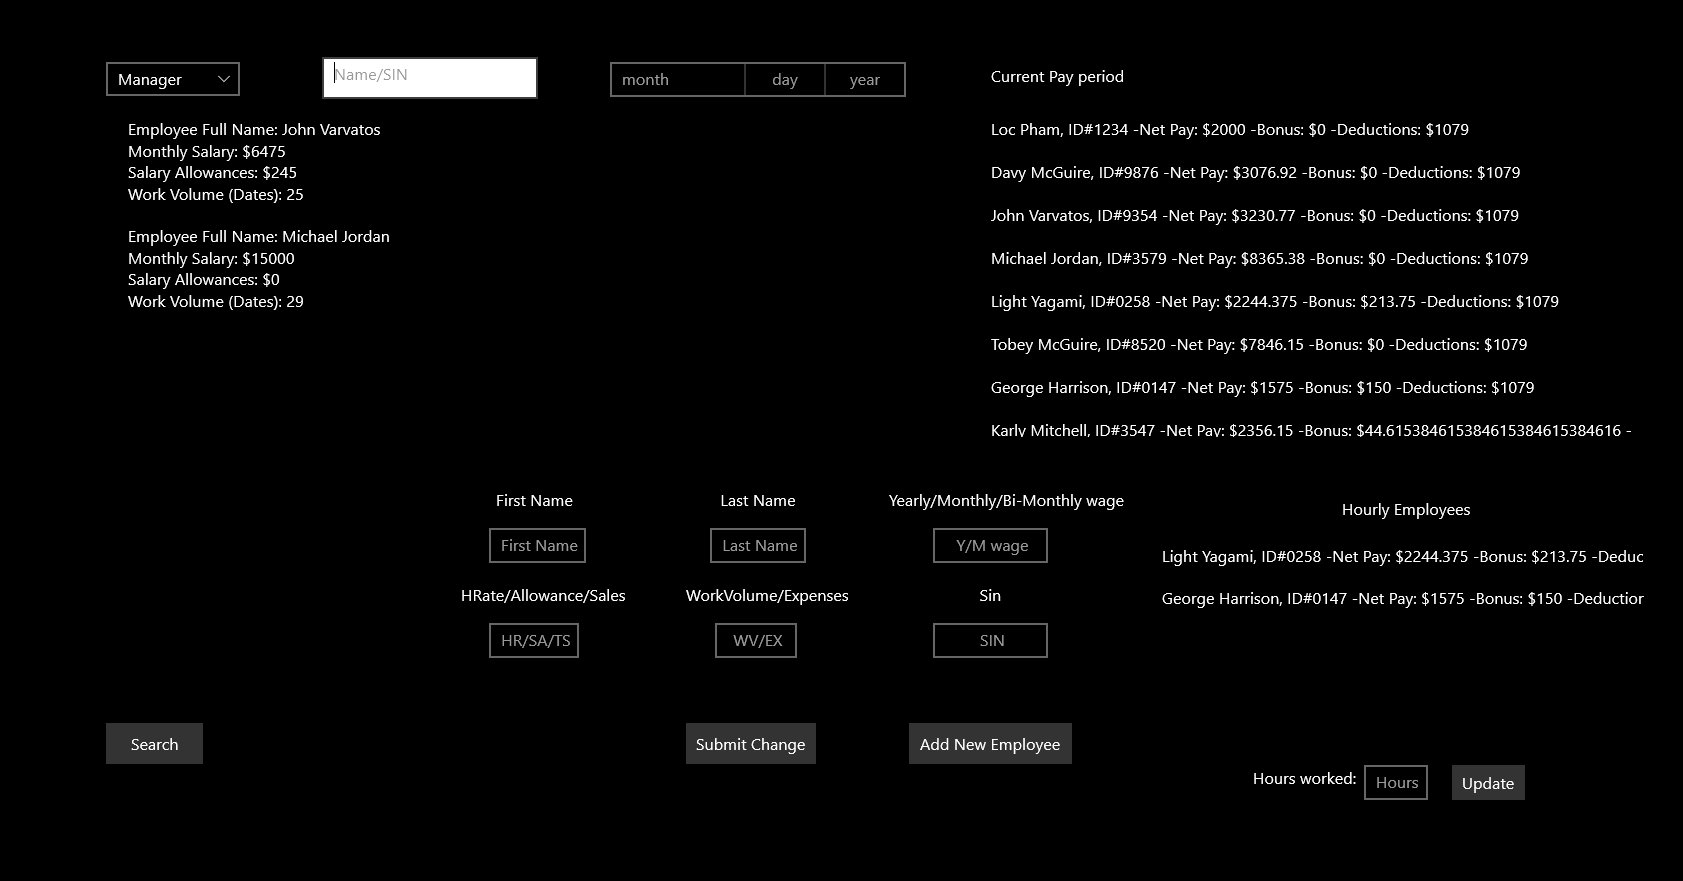 Manager
Name/SIN
month day year
Current Pay period
Employee Full Name: John Varvatos
Monthly Salary: $6475
Salary Allowances: $245
Work Volume (Dates): 25
Employee Full Name: Michael Jordan
Monthly Salary: $15000
Salary Allowances: $0
Work Volume (Dates): 29
Loc Pham, ID#1234 -Net Pay: $2000 -Bonus: $0 -Deductions: $1079
Davy McGuire, ID#9876 -Net Pay: $3076.92 -Bonus: $0 -Deductions: $1079
John Varvatos, ID#9354 -Net Pay: $3230.77 -Bonus: $0 -Deductions: $1079
Michael Jordan, ID#3579 -Net Pay: $8365.38 -Bonus: $0 -Deductions: $1079
Light Yagami, ID#0258 -Net Pay: $2244.375 -Bonus: $213.75 -Deductions: $1079
Tobey McGuire, ID#8520 -Net Pay: $7846.15 -Bonus: $0 -Deductions: $1079
George Harrison, ID#0147 -Net Pay: $1575 -Bonus: $150 -Deductions: $1079
Karly Mitchell, ID#3547 -Net Pay: $2356.15 -Bonus: $44.615384615384615384615384616 -
First Name
Last Name
Yearly/Monthly/Bi-Monthly wage
First Name
Last Name
Y/M wage
HRate/Allowance/Sales
WorkVolume/Expenses
Sin
HR/SA/TS
WV/EX
SIN
Hourly Employees
Light Yagami, ID#0258 -Net Pay: $2244.375 -Bonus: $213.75 -Deduc
George Harrison, ID#0147 -Net Pay: $1575 -Bonus: $150 -Deduction
Search
Submit Change
Add New Employee
Hours worked:
Hours
Update